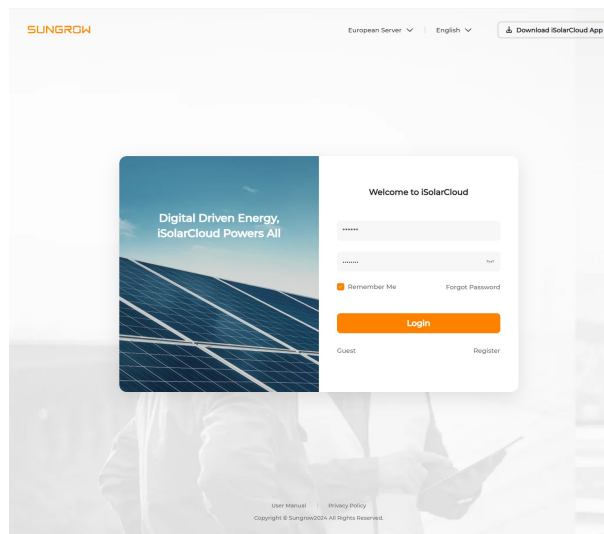 SUNGROW
European Server
English
Download iSolarCloud App
Welcome to iSolarCloud
Digital Driven Energy,
iSolarCloud Powers All
******
********
Remember Me
Forgot Password
Login
Guest
Register
User Manual | Privacy Policy
Copyright © Sungrow2024 All Rights Reserved.